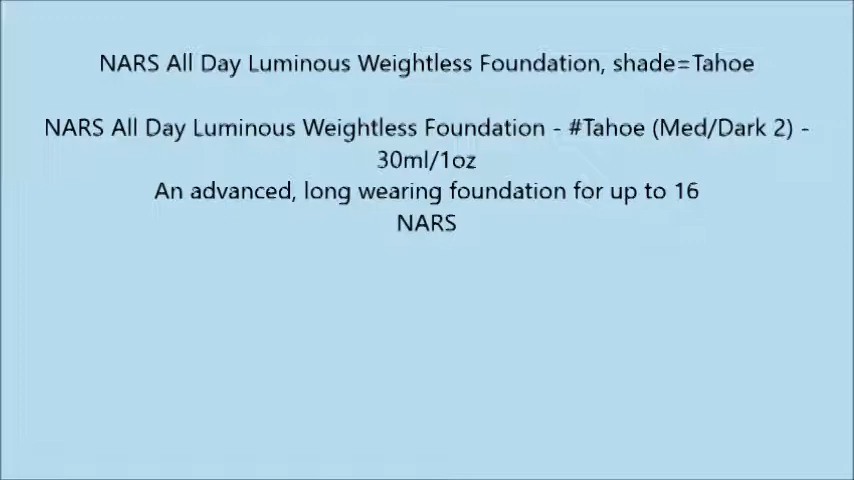 NARS All Day Luminous Weightless Foundation, shade=Tahoe
NARS All Day Luminous Weightless Foundation - #Tahoe (Med/Dark 2) -
30ml/1oz
An advanced, long wearing foundation for up to 16
NARS